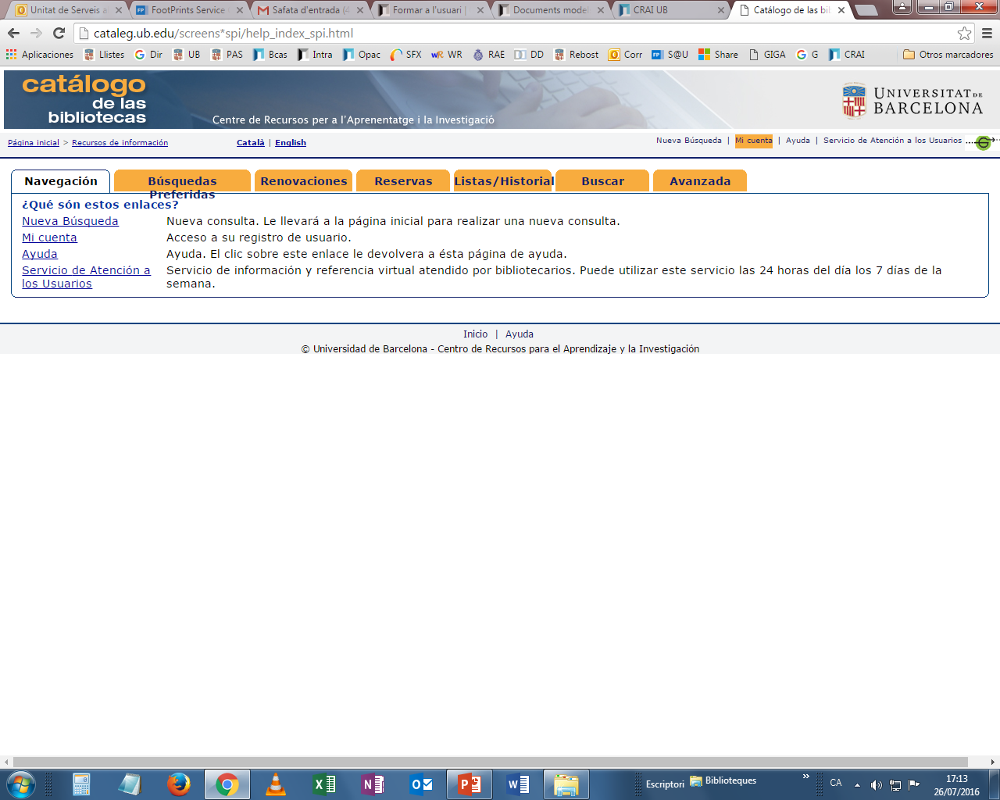 Unitat de Serveis a
FootPrints Service
Safata d'entrada (4
Formar a l'usuari |
Documents model
CRAI UB
Catálogo de las bi
cataleg.ub.edu/screens*spi/help_index_spi.html
Aplicaciones Llistes Dir UB PAS Bcas Intra Opac SFX WR RAE DD Rebost Corr S@U Share GIGA G CRAI Otros marcadores
catálogo
de las
bibliotecas
Centre de Recursos per a l'Aprenentatge i la Investigació
UNIVERSITAT DE
BARCELONA
Página inicial > Recursos de información Català | English Nueva Búsqueda | Mi cuenta | Ayuda | Servicio de Atención a los Usuarios
Navegación Búsquedas Preferidas Renovaciones Reservas Listas/Historial Buscar Avanzada
¿Qué són estos enlaces?
Nueva Búsqueda Nueva consulta. Le llevará a la página inicial para realizar una nueva consulta.
Mi cuenta Acceso a su registro de usuario.
Ayuda Ayuda. El clic sobre este enlace le devolvera a ésta página de ayuda.
Servicio de Atención a Servicio de información y referencia virtual atendido por bibliotecarios. Puede utilizar este servicio las 24 horas del día los 7 días de la
los Usuarios semana.
Inicio | Ayuda
© Universidad de Barcelona - Centro de Recursos para el Aprendizaje y la Investigación
Escriptori Biblioteques » CA 17:13
26/07/2016